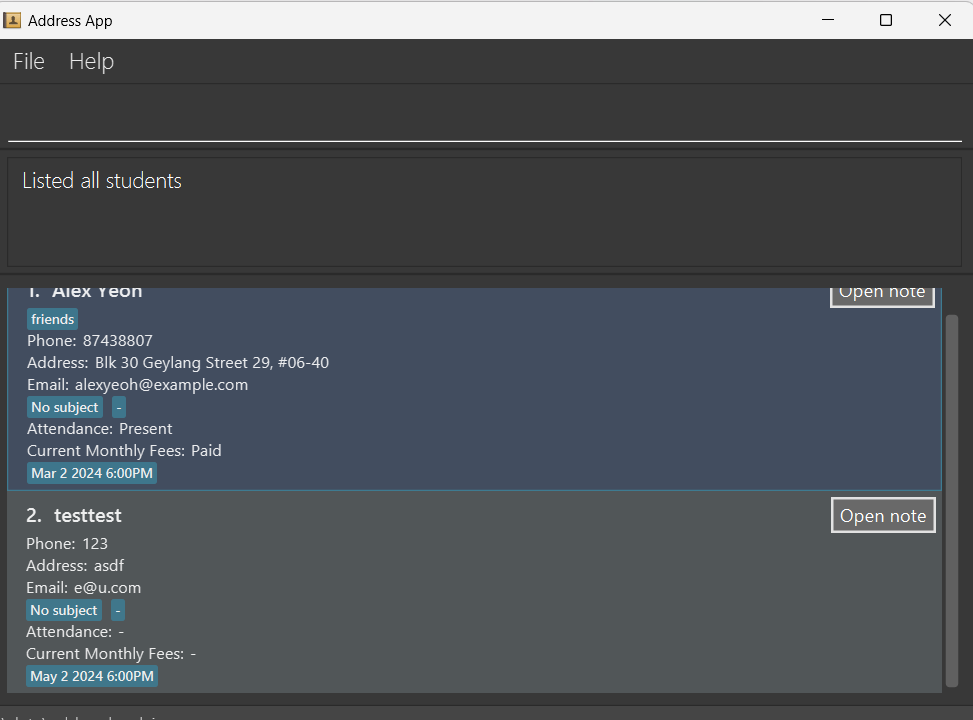 Address App
File Help
Listed all students
1. Alex Yeoh Open note
friends
Phone: 87438807
Address: Blk 30 Geylang Street 29, #06-40
Email: alexyeoh@example.com
No subject -
Attendance: Present
Current Monthly Fees: Paid
Mar 2 2024 6:00PM
2. testtest Open note
Phone: 123
Address: asdf
Email: e@u.com
No subject -
Attendance: -
Current Monthly Fees: -
May 2 2024 6:00PM